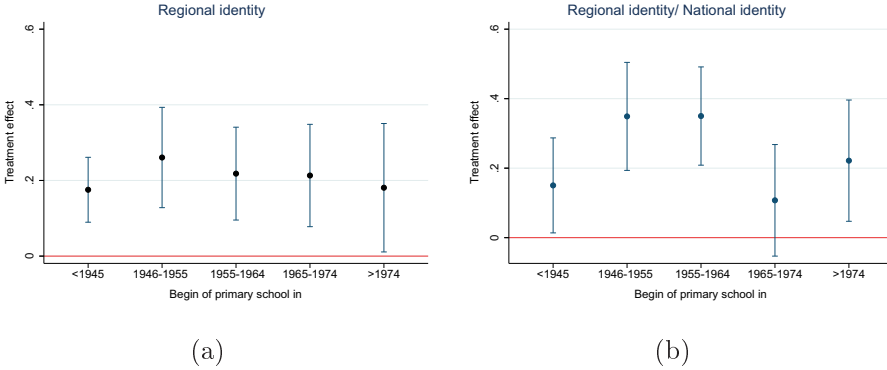 Regional identity
.6
.4
.2
0
Treatment effect
<1945 1946-1955 1955-1964 1965-1974 >1974
Begin of primary school in
(a)
Regional identity/ National identity
.6
.4
.2
0
Treatment effect
<1945 1946-1955 1955-1964 1965-1974 >1974
Begin of primary school in
(b)